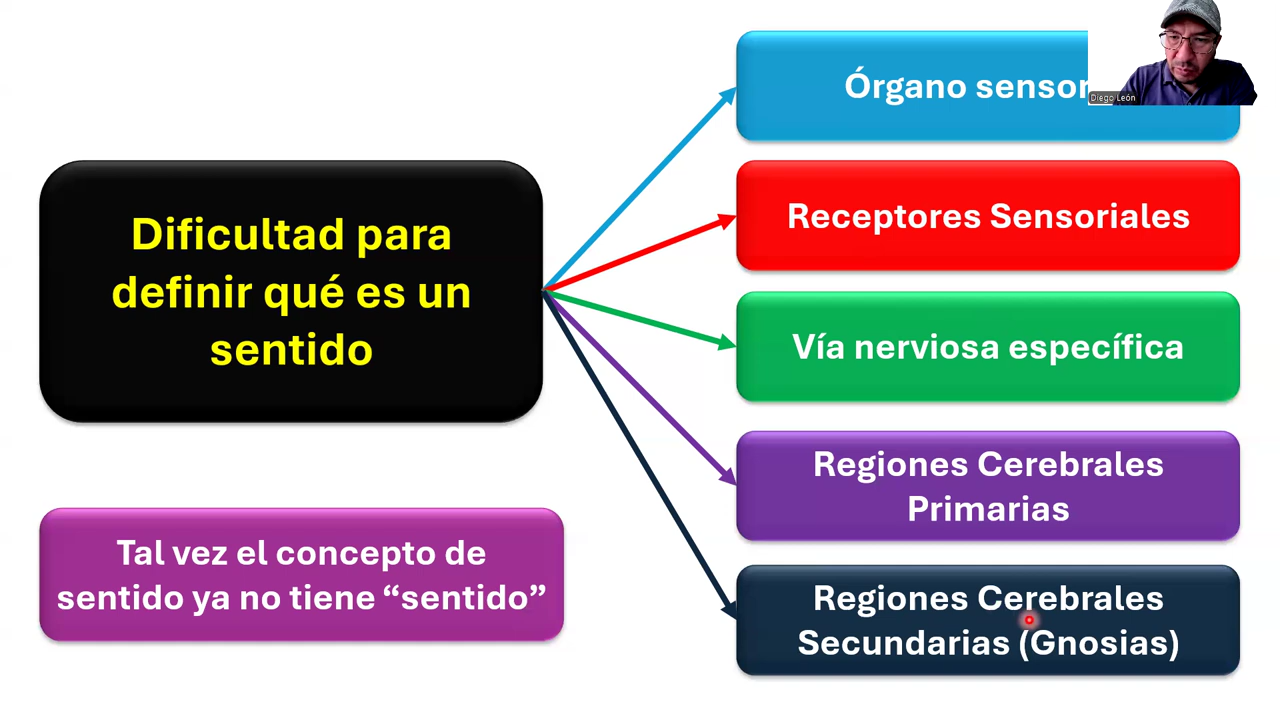 Dificultad para
definir qué es un
sentido
Tal vez el concepto de
sentido ya no tiene “sentido”
Órgano
Receptores Sensoriales
Vía nerviosa específica
Regiones Cerebrales
Primarias
Regiones Cerebrales
Secundarias (Gnosias)
Diego León